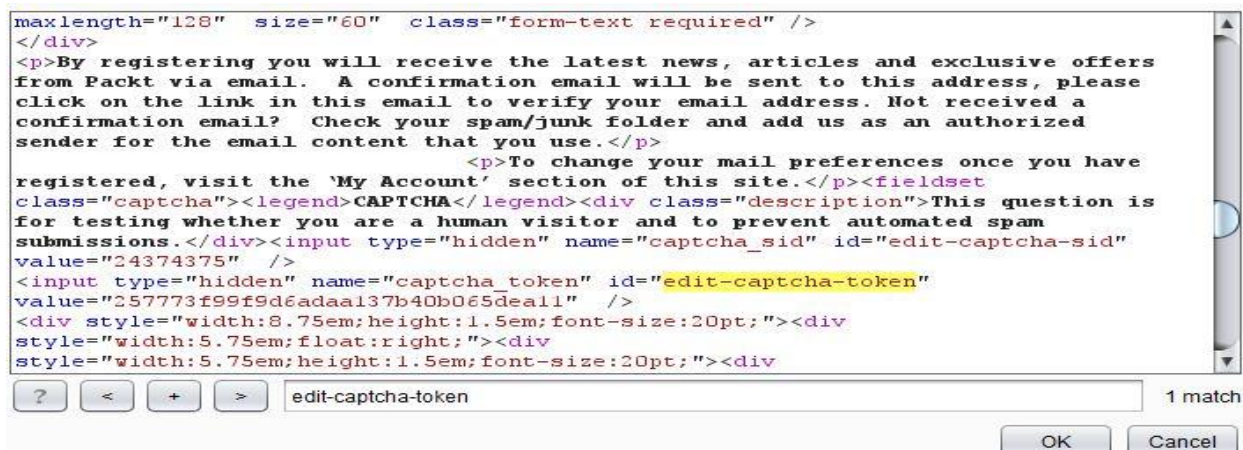 maxlength="128" size="60" class="form-text required" />
</div>
<p>By registering you will receive the latest news, articles and exclusive offers
from Packt via email. A confirmation email will be sent to this address, please
click on the link in this email to verify your email address. Not received a
confirmation email? Check your spam/junk folder and add us as an authorized
sender for the email content that you use.</p>
<p>To change your mail preferences once you have
registered, visit the ‘My Account’ section of this site.</p><fieldset
class="captcha"><legend>CAPTCHA</legend><div class="description">This question is
for testing whether you are a human visitor and to prevent automated spam
submissions.</div><input type="hidden" name="captcha_sid" id="edit-captcha-sid"
value="24374375" />
<input type="hidden" name="captcha_token" id="edit-captcha-token"
value="257773f99f9d6adaa137b40b065dea11" />
<div style="width:8.75em;height:1.5em;font-size:20pt;"><div
style="width:5.75em;float:right;"><div
style="width:5.75em;height:1.5em;font-size:20pt;"><div
? < + > edit-captcha-token 1 match
OK Cancel